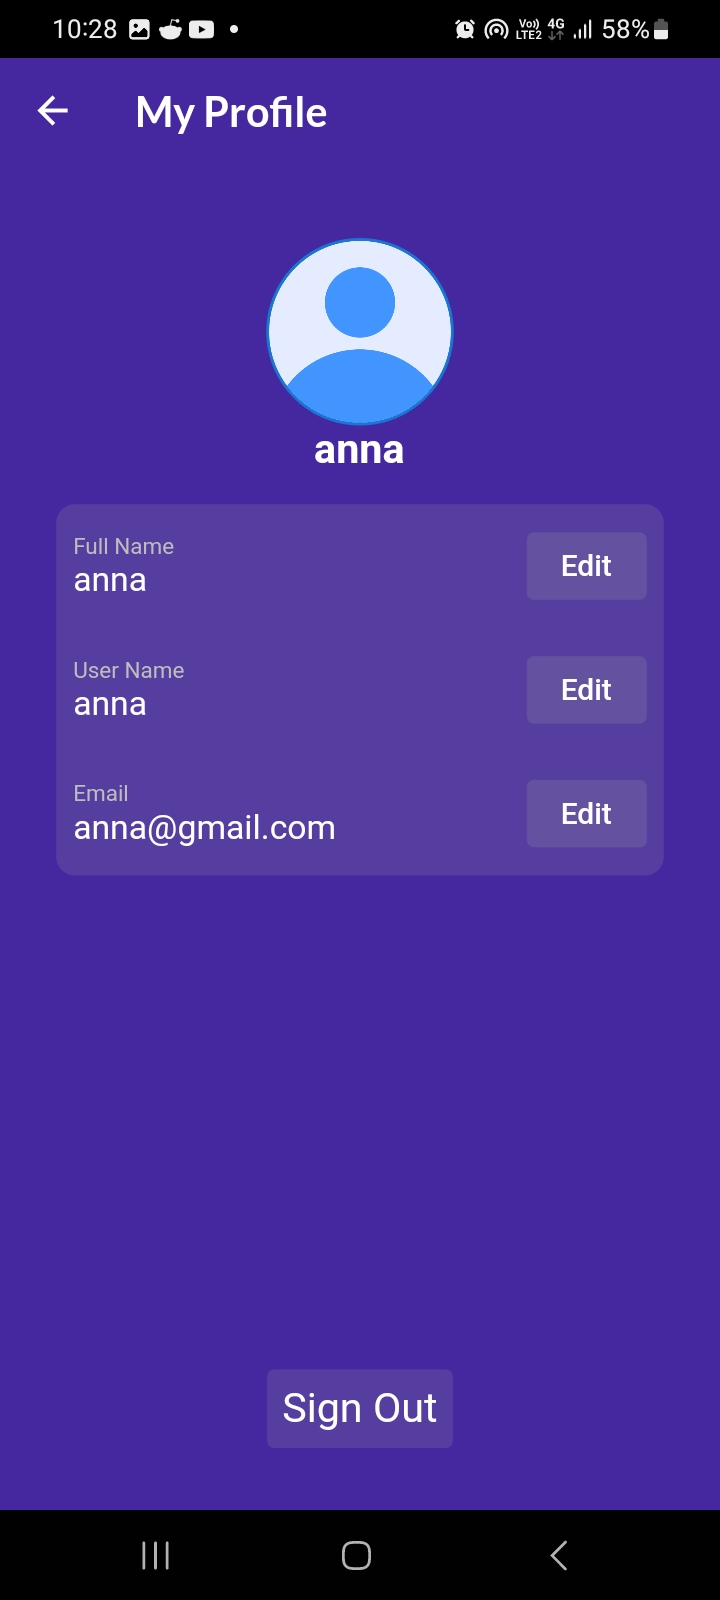 10:28 Vo)) LTE2 4G 58%
My Profile
anna
Full Name
anna
Edit
User Name
anna
Edit
Email
anna@gmail.com
Edit
Sign Out